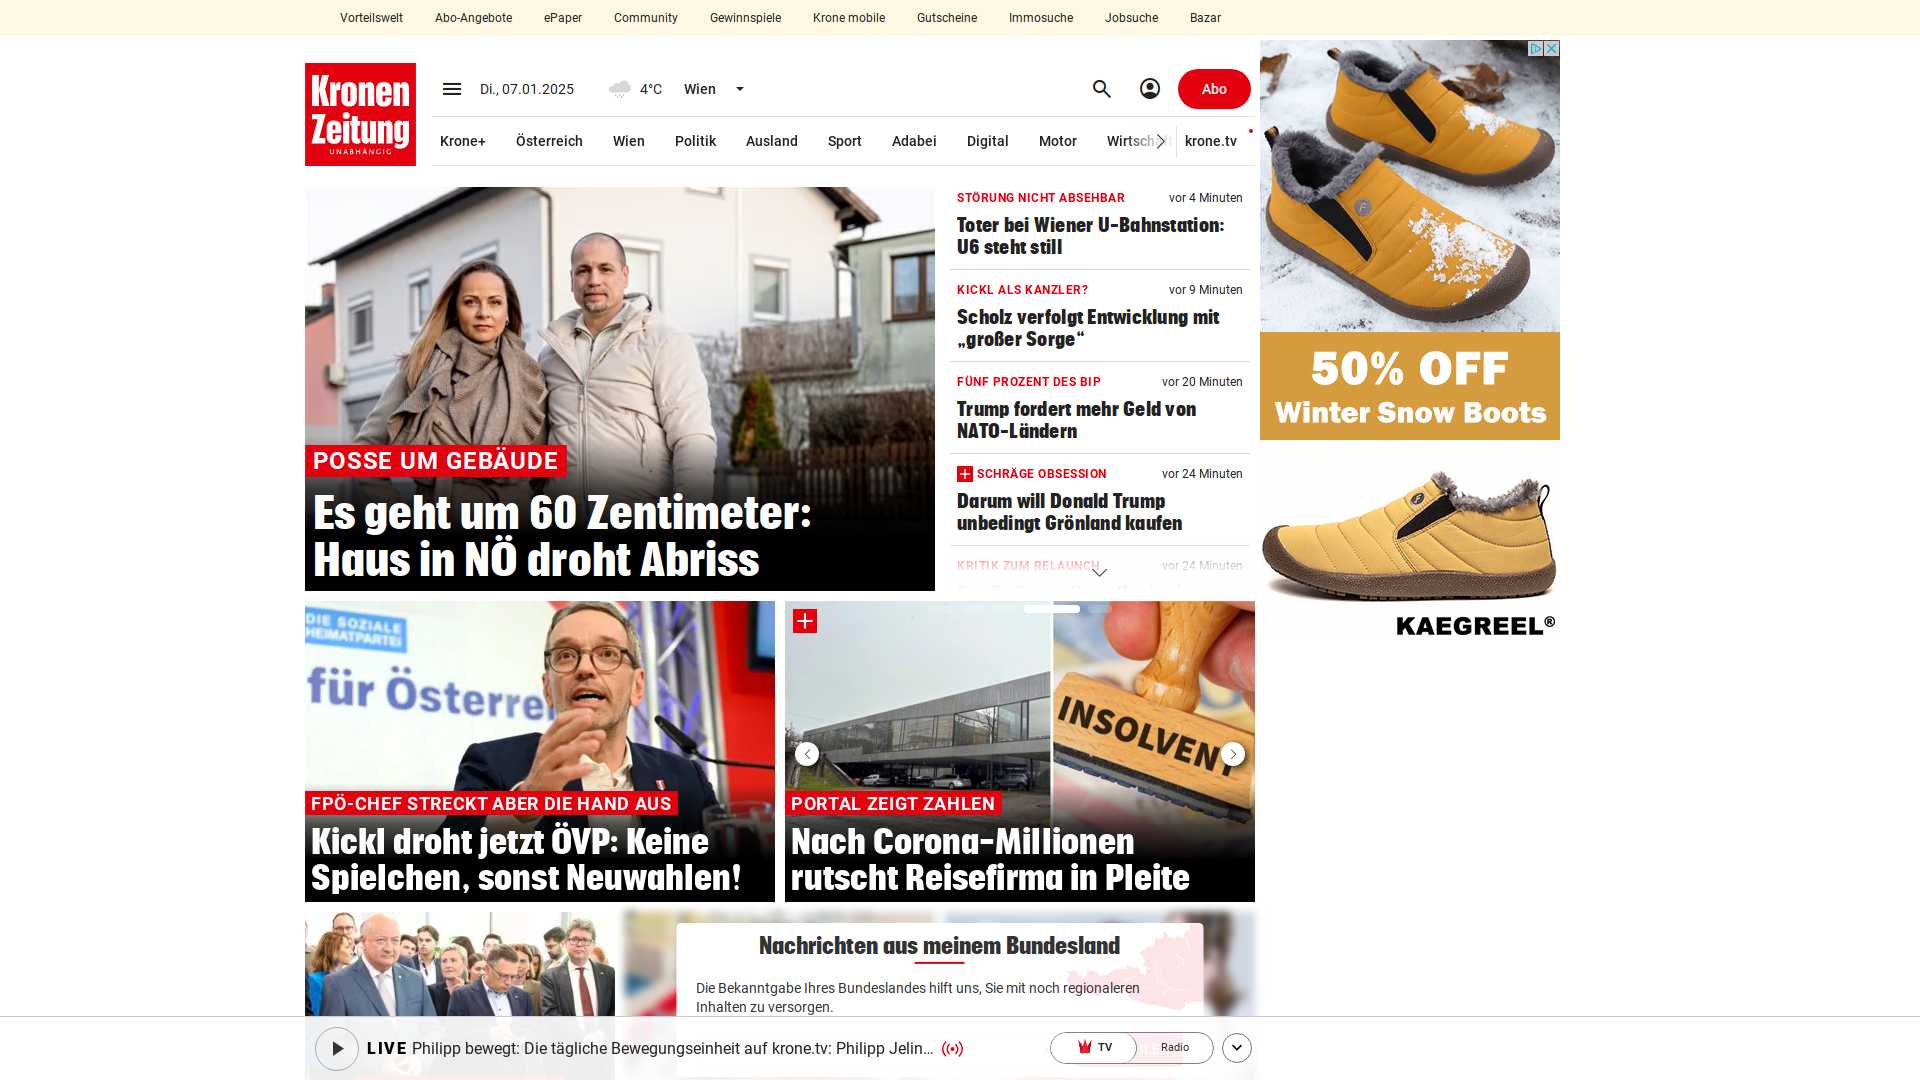 Vorteilswelt Abo-Angebote ePaper Community Gewinnspiele Krone mobile Gutscheine Immosuche Jobsuche Bazar
Kronen
Zeitung
UNABHÄNGIG
Di., 07.01.2025 4°C Wien Abo
Krone+ Österreich Wien Politik Ausland Sport Adabei Digital Motor Wirtschaft krone.tv
POSSE UM GEBÄUDE
Es geht um 60 Zentimeter:
Haus in NÖ droht Abriss
STÖRUNG NICHT ABSEHBAR vor 4 Minuten
Toter bei Wiener U-Bahnstation:
U6 steht still
KICKL ALS KANZLER? vor 9 Minuten
Scholz verfolgt Entwicklung mit
„großer Sorge“
FÜNF PROZENT DES BIP vor 20 Minuten
Trump fordert mehr Geld von
NATO-Ländern
SCHRÄGE OBSESSION vor 24 Minuten
Darum will Donald Trump
unbedingt Grönland kaufen
KRITIK ZUM RELAUNCH vor 24 Minuten
50% OFF
Winter Snow Boots
KAEGREEL®
DIE SOZIALE
HEIMATPARTEI
für Österrei
FPÖ-CHEF STRECKT ABER DIE HAND AUS
Kickl droht jetzt ÖVP: Keine
Spielchen, sonst Neuwahlen!
INSOLVENT
PORTAL ZEIGT ZAHLEN
Nach Corona-Millionen
rutscht Reisefirma in Pleite
Nachrichten aus meinem Bundesland
Die Bekanntgabe Ihres Bundeslandes hilft uns, Sie mit noch regionaleren
Inhalten zu versorgen.
LIVE Philipp bewegt: Die tägliche Bewegungseinheit auf krone.tv: Philipp Jelin... TV Radio